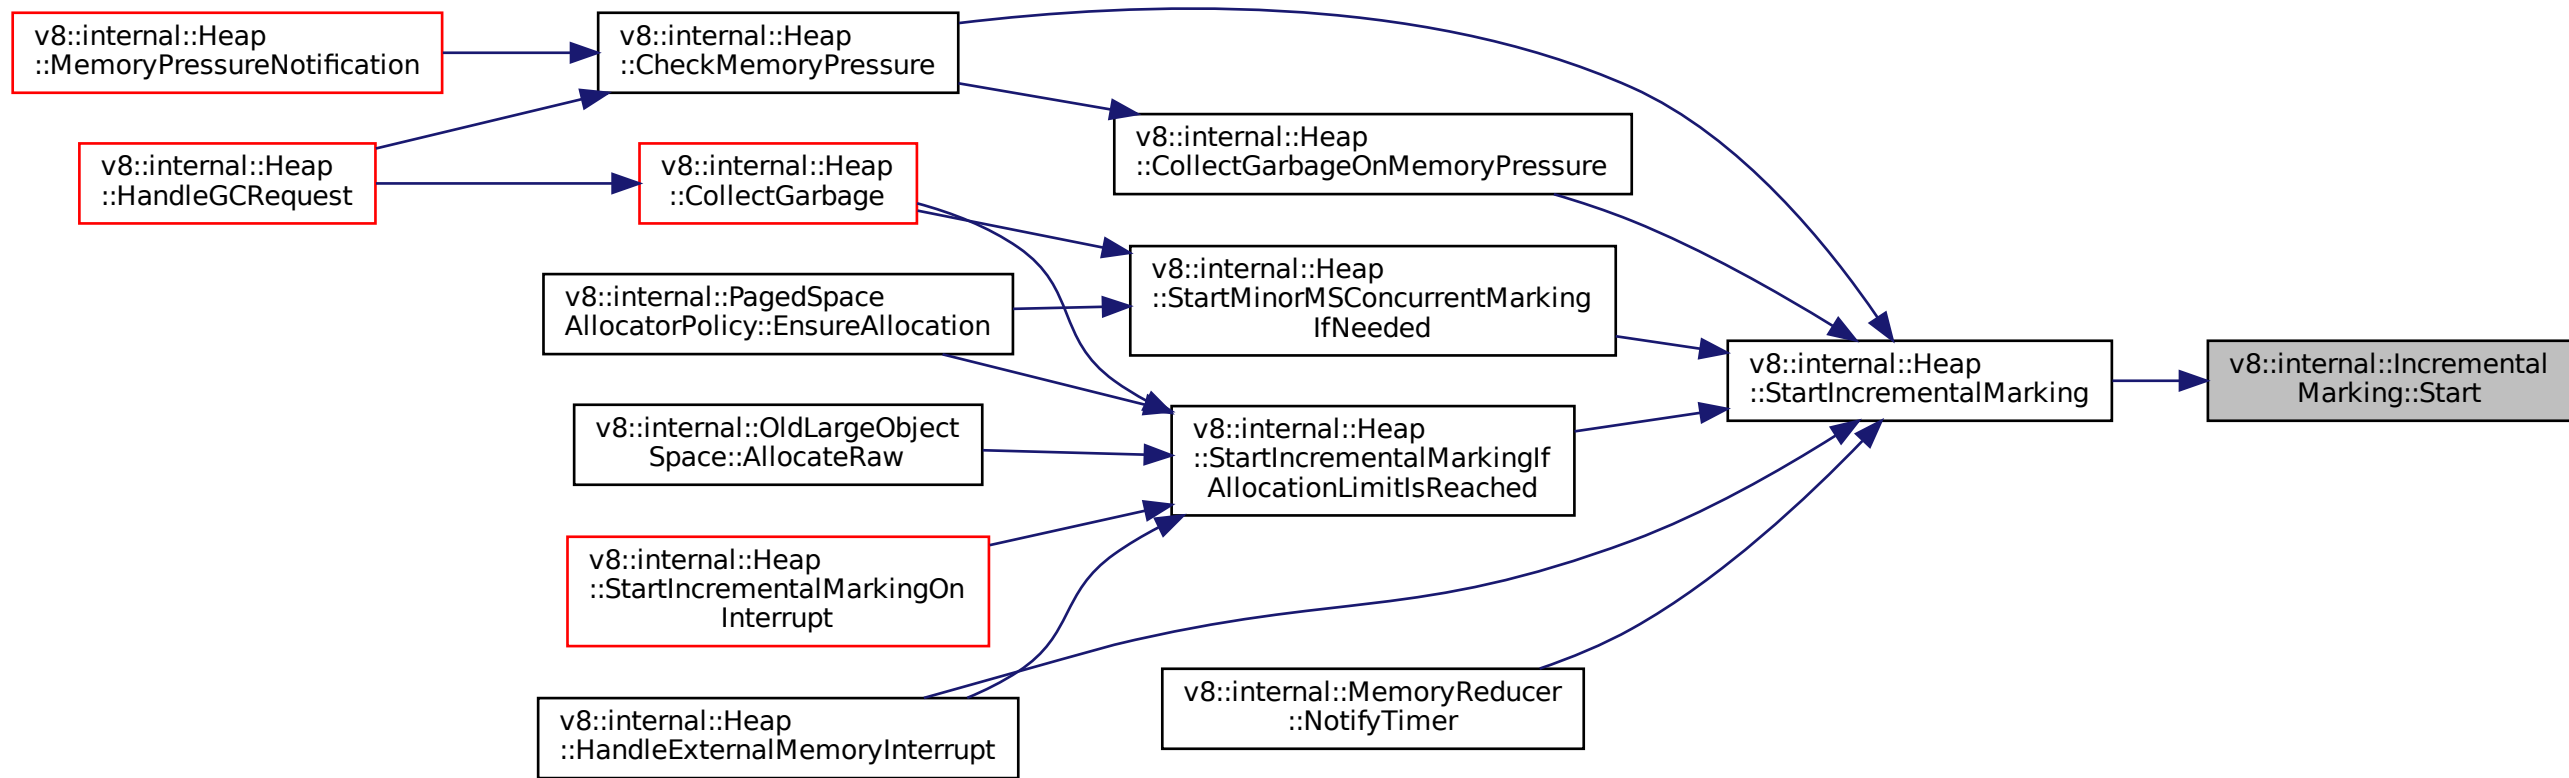 v8::internal::Heap
::MemoryPressureNotification
v8::internal::Heap
::CheckMemoryPressure
v8::internal::Heap
::CollectGarbageOnMemoryPressure
v8::internal::Heap
::HandleGCRequest
v8::internal::Heap
::CollectGarbage
v8::internal::Heap
::StartMinorMSConcurrentMarking
IfNeeded
v8::internal::PagedSpace
AllocatorPolicy::EnsureAllocation
v8::internal::Heap
::StartIncrementalMarking
v8::internal::Incremental
Marking::Start
v8::internal::OldLargeObject
Space::AllocateRaw
v8::internal::Heap
::StartIncrementalMarkingIf
AllocationLimitIsReached
v8::internal::Heap
::StartIncrementalMarkingOn
Interrupt
v8::internal::MemoryReducer
::NotifyTimer
v8::internal::Heap
::HandleExternalMemoryInterrupt